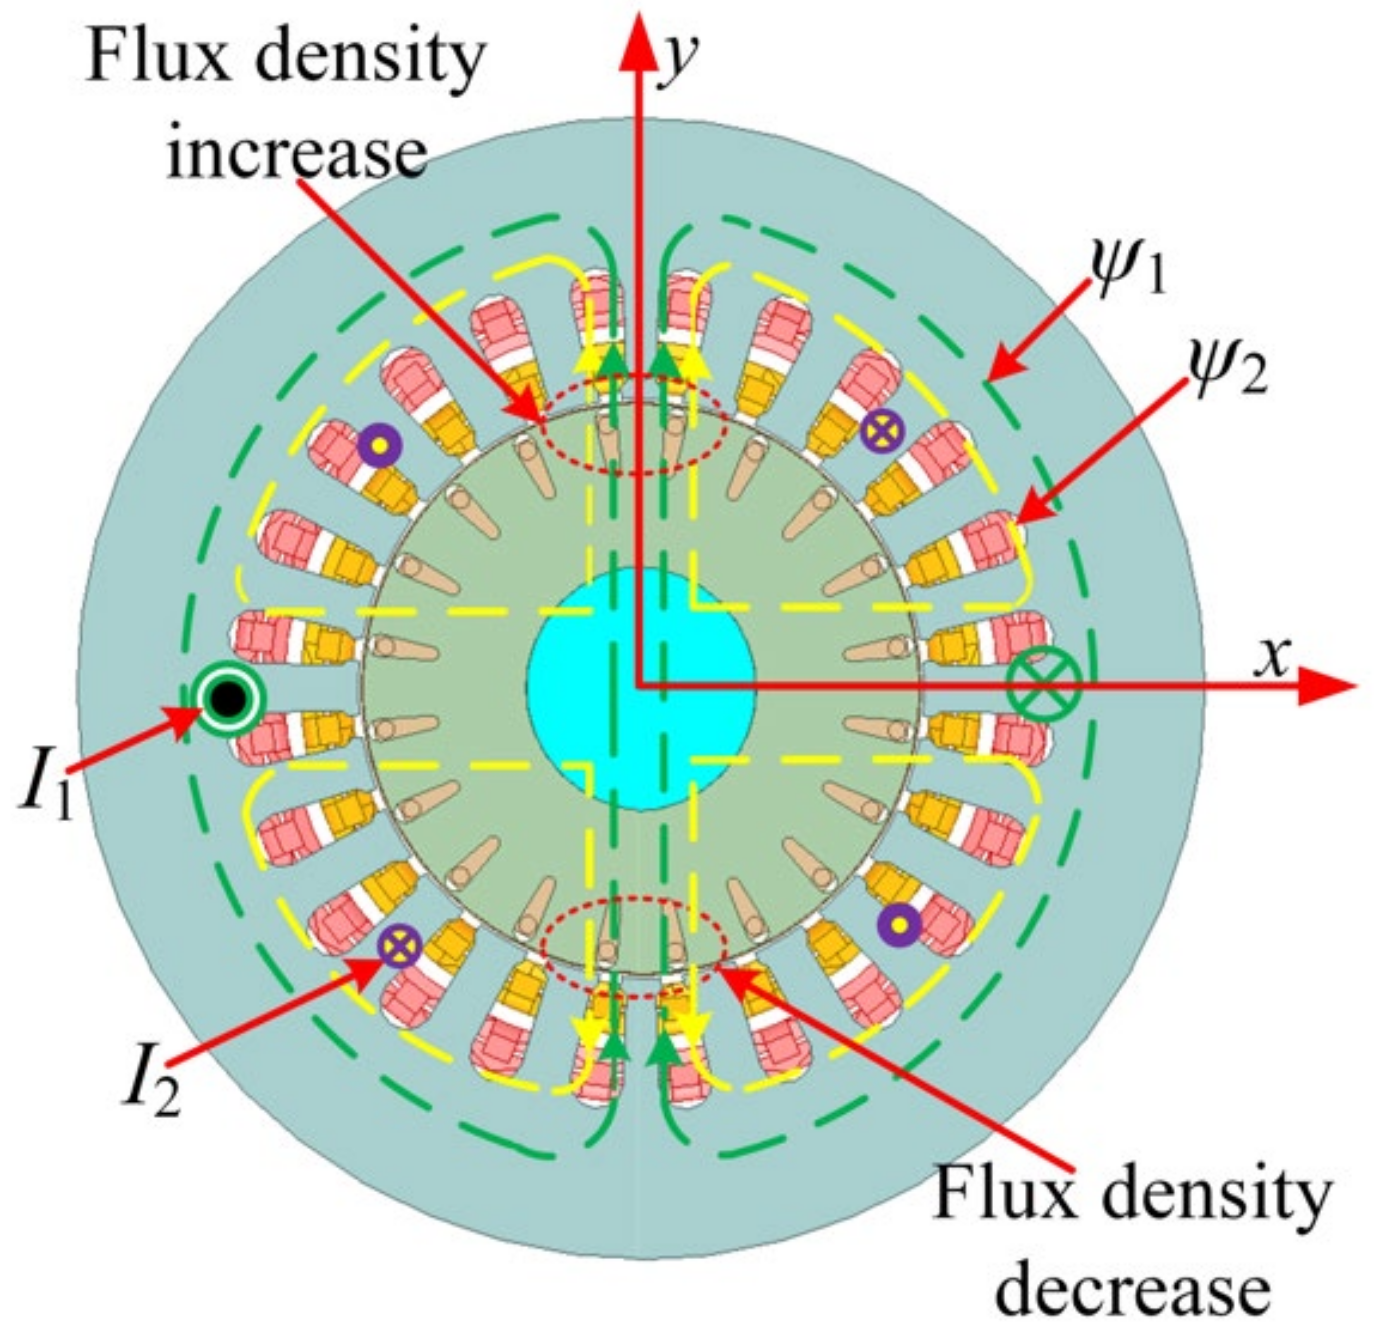 Flux density
increase
y
ψ1
ψ2
x
I1
I2
Flux density
decrease